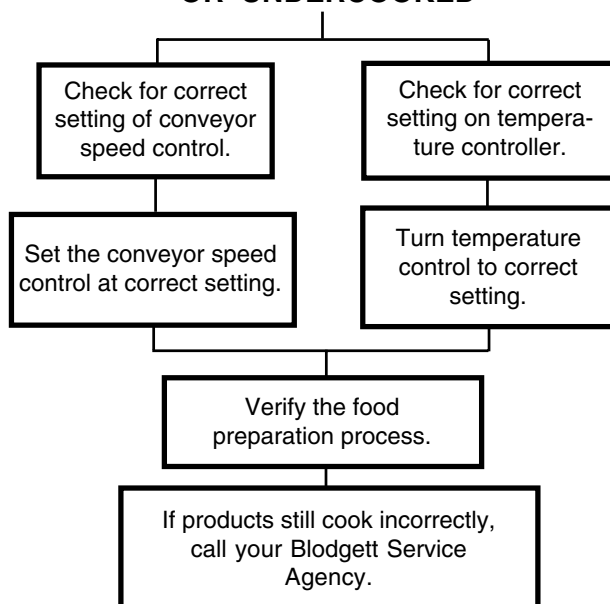 OR UNDERCOOKED
Check for correct
setting of conveyor
speed control.
Check for correct
setting on tempera-
ture controller.
Set the conveyor speed
control at correct setting.
Turn temperature
control to correct
setting.
Verify the food
preparation process.
If products still cook incorrectly,
call your Blodgett Service
Agency.